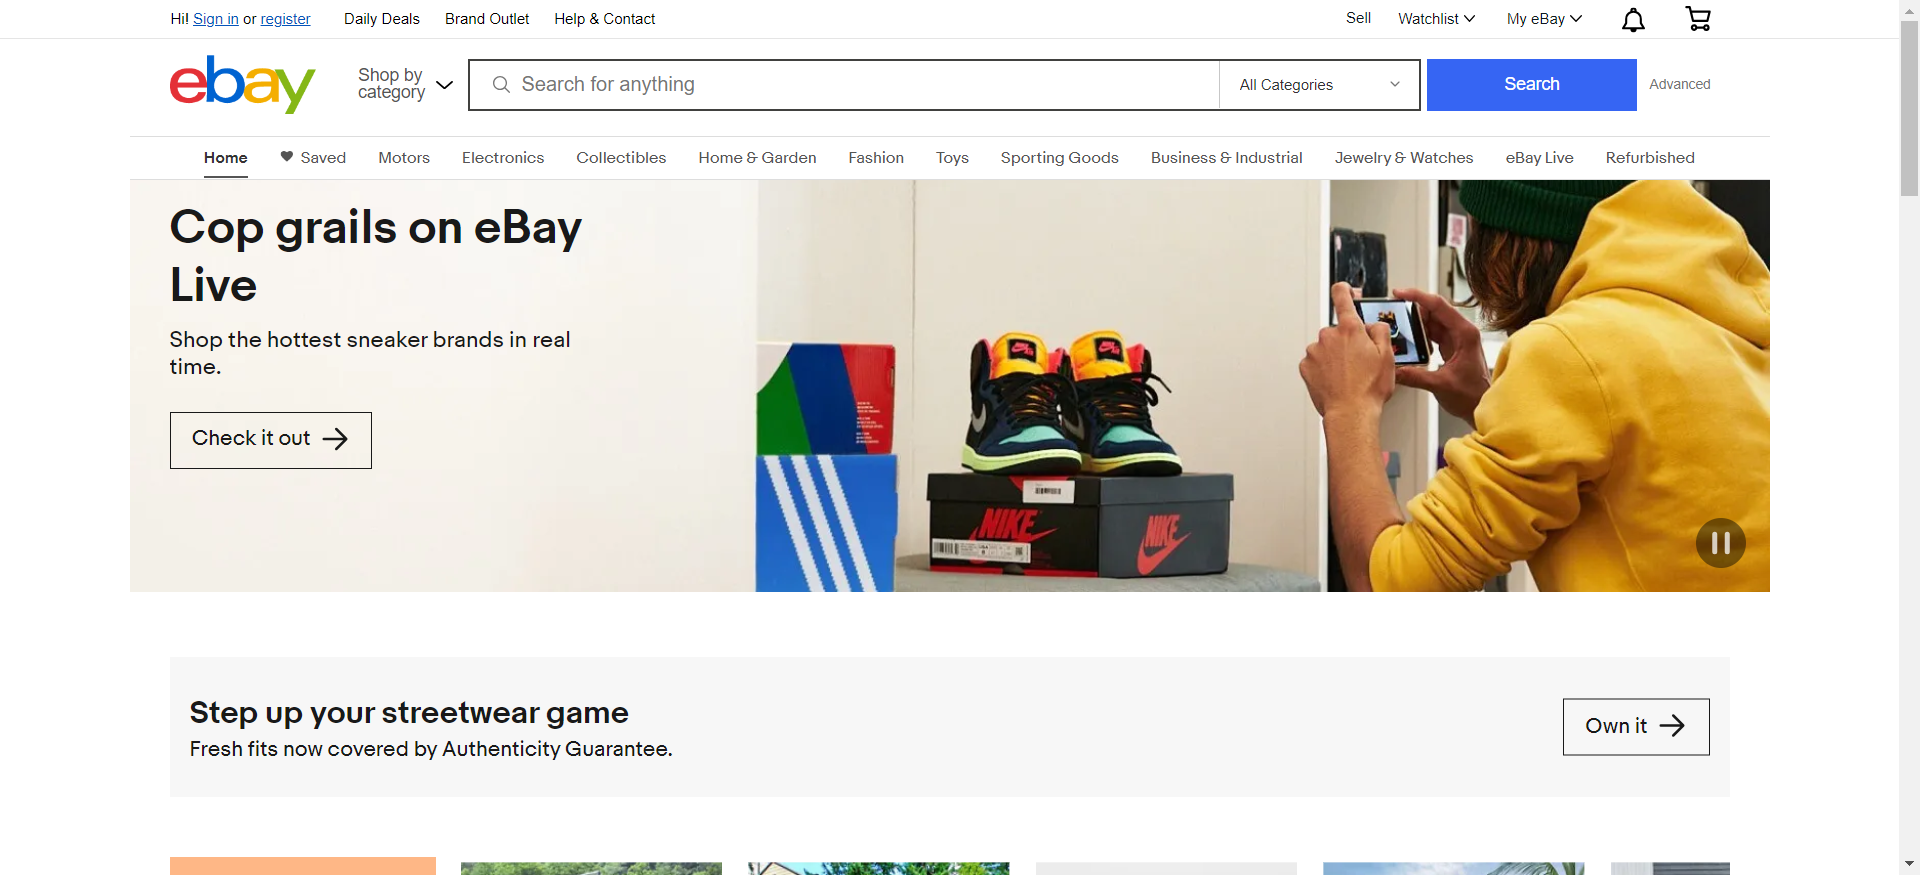 Hi! Sign in or register
Daily Deals
Brand Outlet
Help & Contact
Sell
Watchlist
My eBay
ebay
Shop by
category
Search for anything
All Categories
Search
Advanced
Home
Saved
Motors
Electronics
Collectibles
Home & Garden
Fashion
Toys
Sporting Goods
Business & Industrial
Jewelry & Watches
eBay Live
Refurbished
Cop grails on eBay
Live
Shop the hottest sneaker brands in real
time.
Check it out
NIKE
NIKE
Step up your streetwear game
Fresh fits now covered by Authenticity Guarantee.
Own it